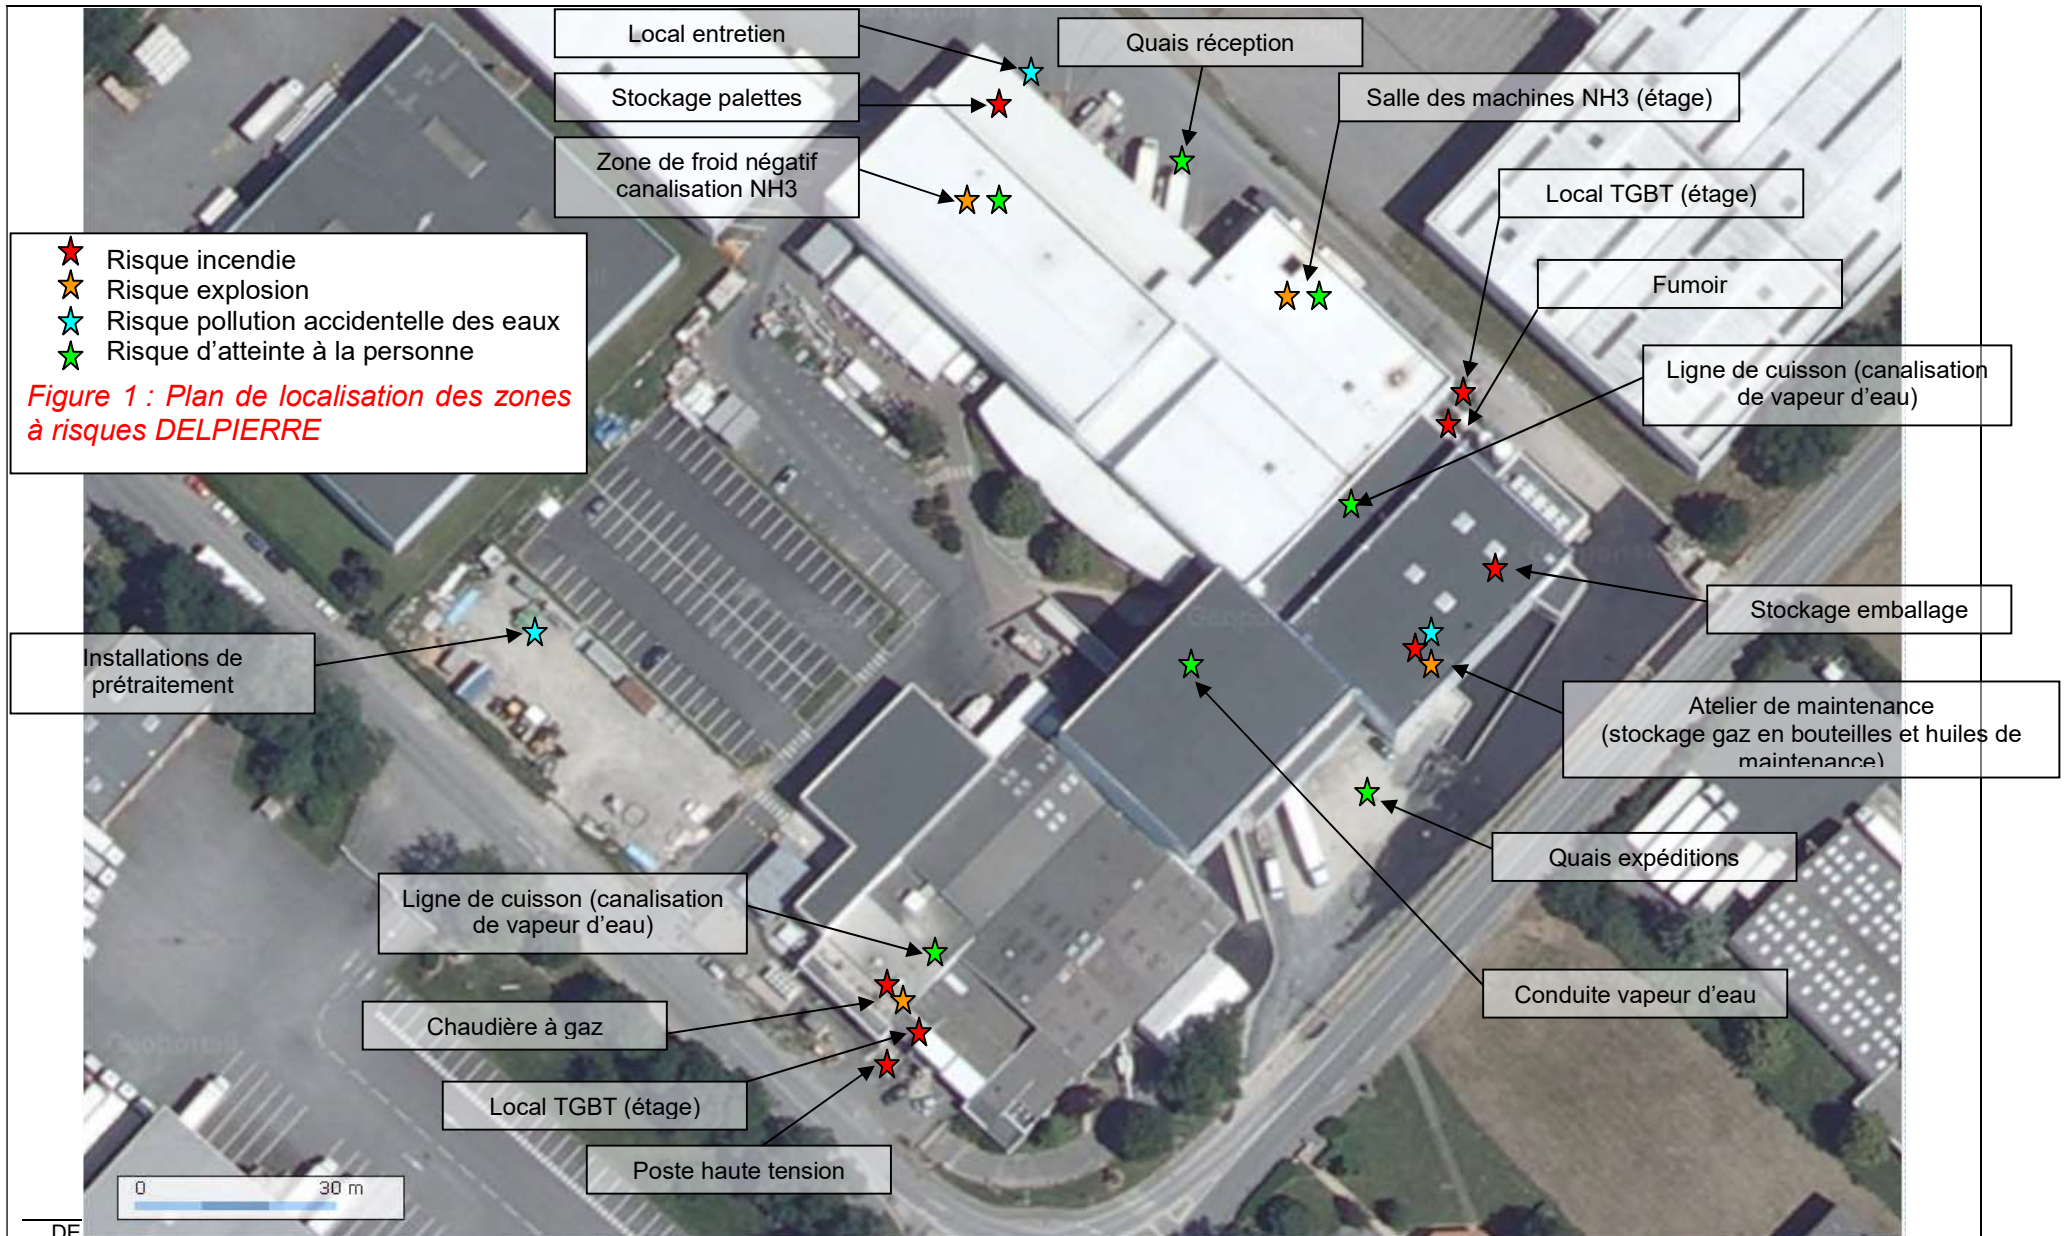 Local entretien
Quais réception
Stockage palettes
Salle des machines NH3 (étage)
Zone de froid négatif
canalisation NH3
Local TGBT (étage)
Risque incendie
Risque explosion
Risque pollution accidentelle des eaux
Risque d’atteinte à la personne
Figure 1 : Plan de localisation des zones
à risques DELPIERRE
Fumoir
Ligne de cuisson (canalisation
de vapeur d’eau)
Stockage emballage
Installations de
prétraitement
Atelier de maintenance
(stockage gaz en bouteilles et huiles de
maintenance)
Quais expéditions
Ligne de cuisson (canalisation
de vapeur d’eau)
Conduite vapeur d’eau
Chaudière à gaz
Local TGBT (étage)
Poste haute tension
0 30 m
DE